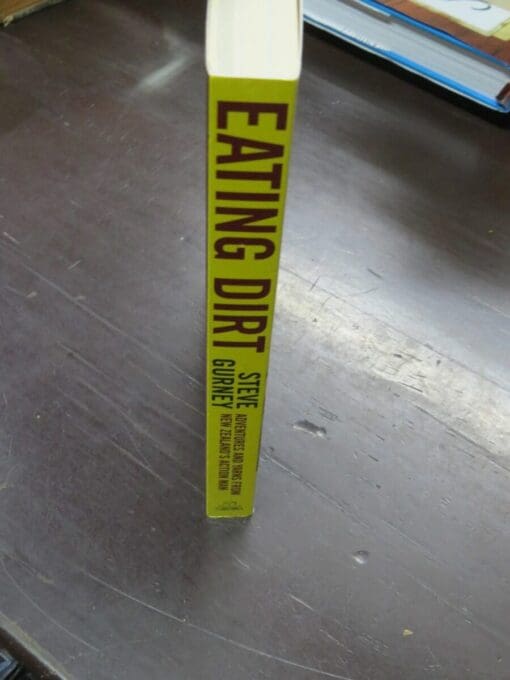 EATING DIRT
STEVE
GURNEY
ADVENTURES AND YARNS FROM
NEW ZEALAND'S ACTION MAN